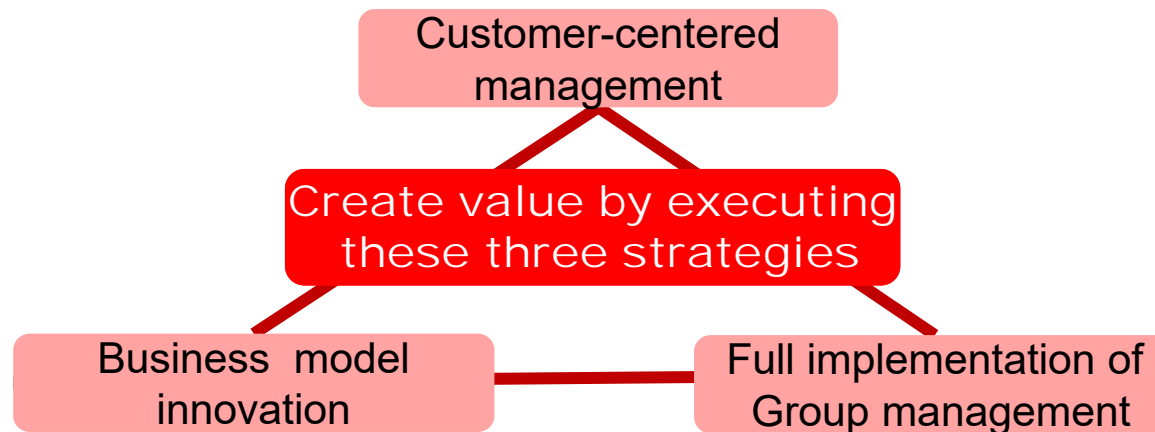 Customer-centered
management
Create value by executing
these three strategies
Business model
innovation
Full implementation of
Group management